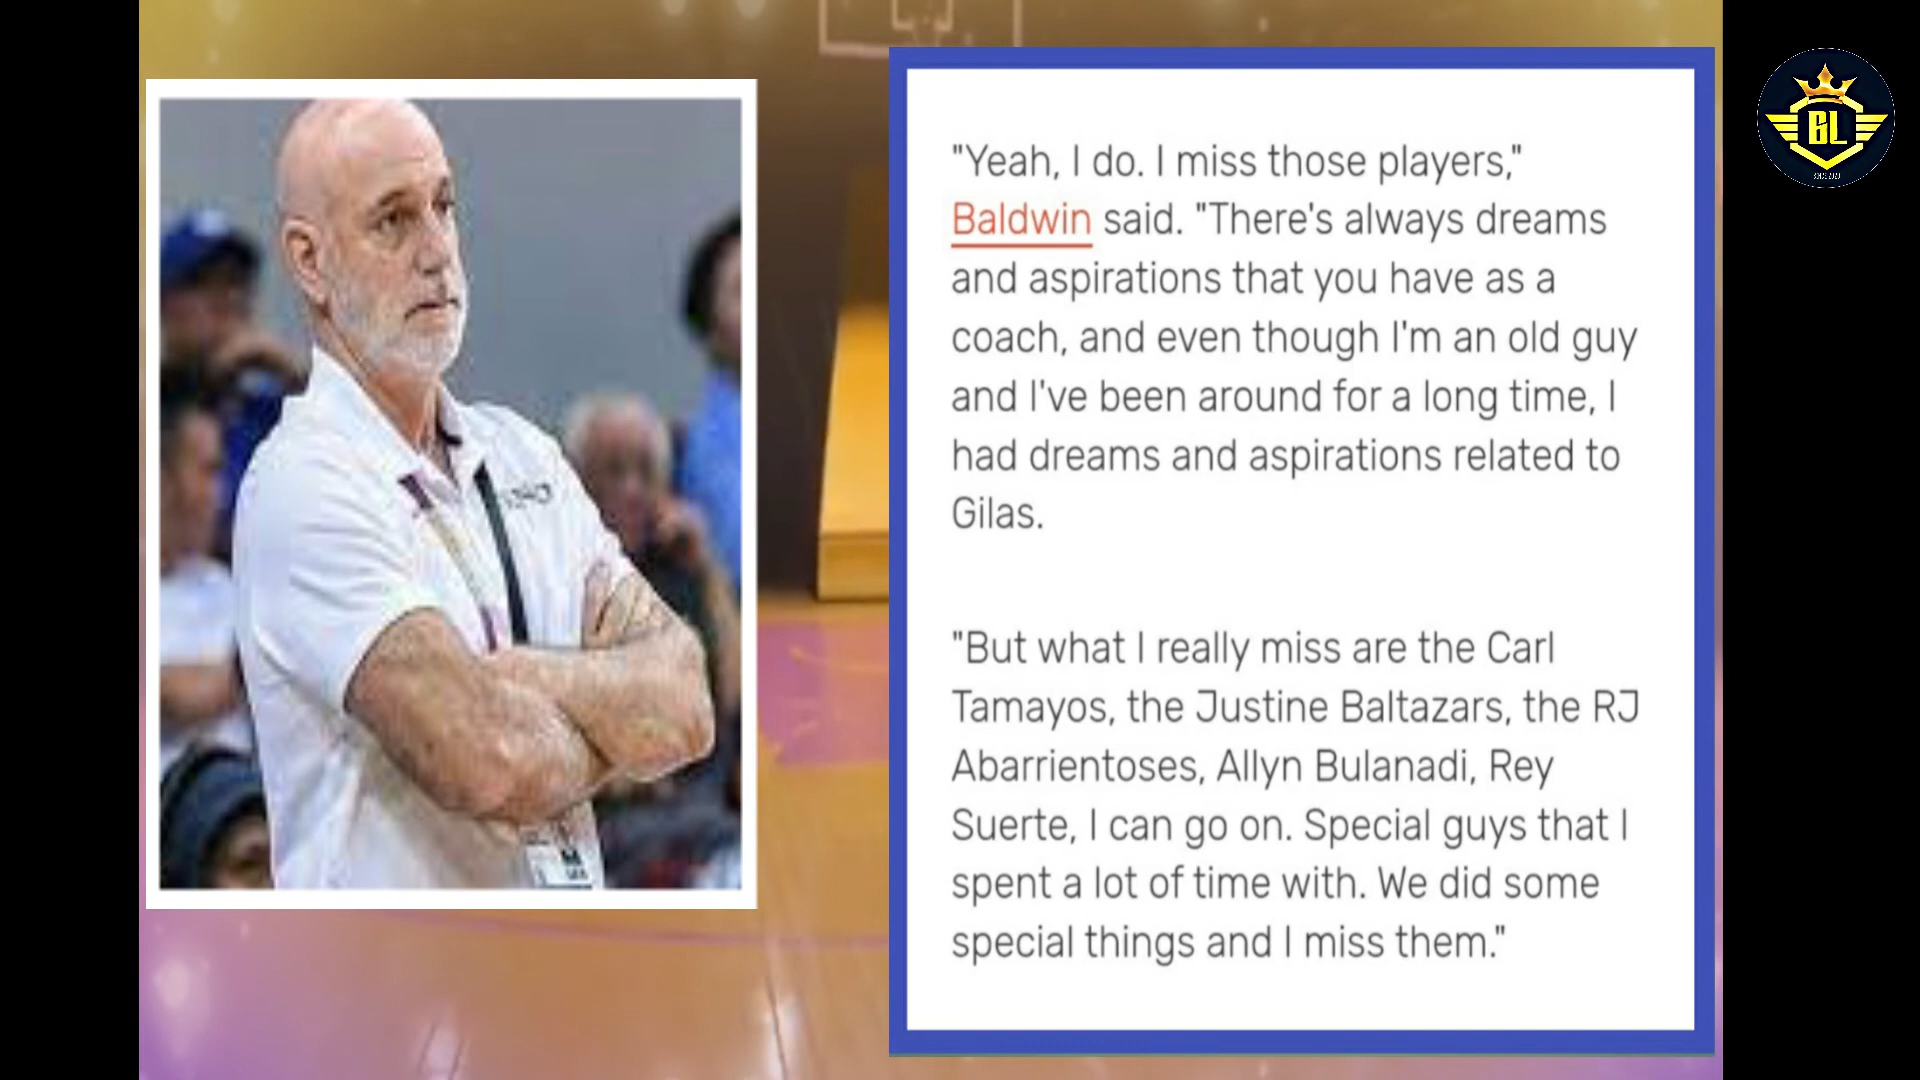 "Yeah, I do. I miss those players,"
Baldwin said. "There's always dreams
and aspirations that you have as a
coach, and even though I'm an old guy
and I've been around for a long time, I
had dreams and aspirations related to
Gilas.
"But what I really miss are the Carl
Tamayos, the Justine Baltazars, the RJ
Abarrientoses, Allyn Bulanadi, Rey
Suerte, I can go on. Special guys that I
spent a lot of time with. We did some
special things and I miss them."
BL